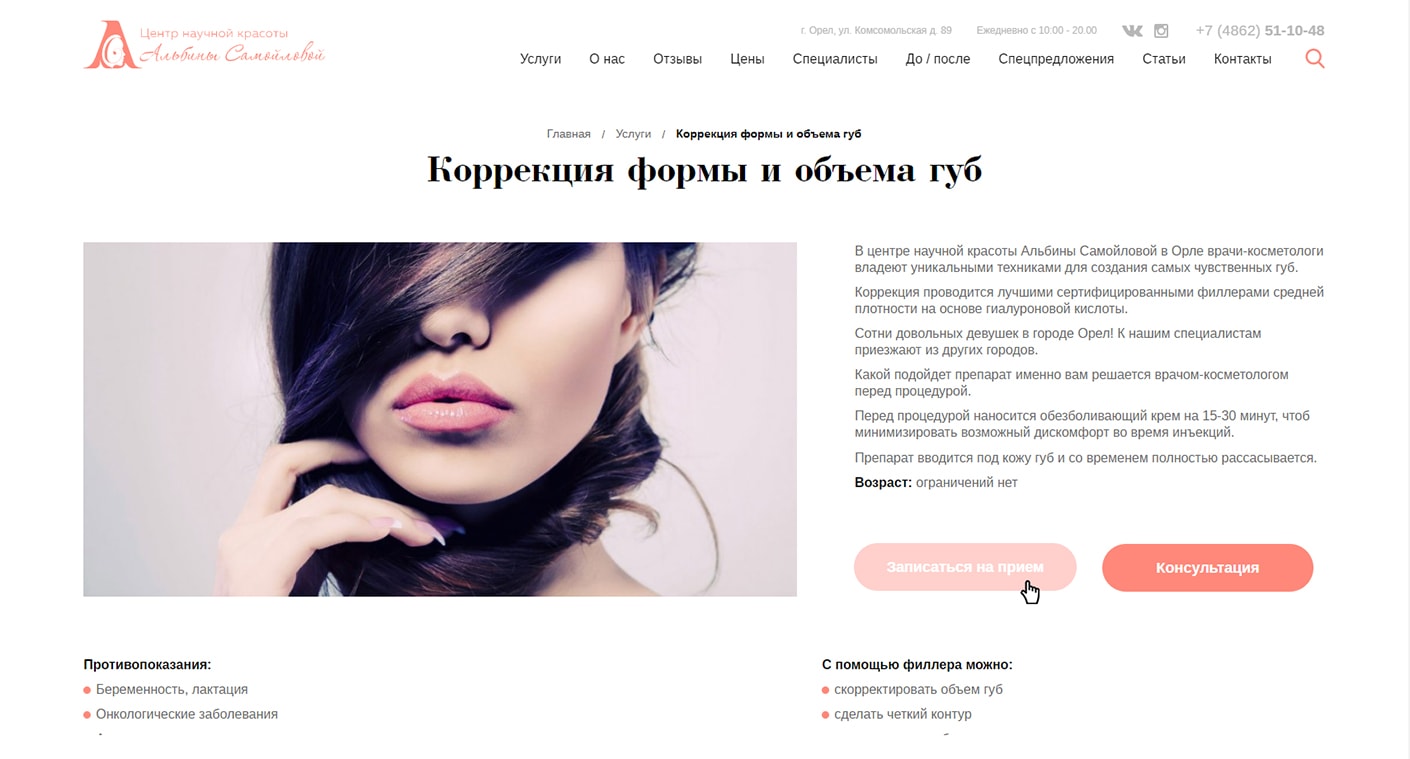 Центр научной красоты
Альбины Самойловой
г. Орел, ул. Комсомольская д. 89 Ежедневно с 10:00 - 20.00 +7 (4862) 51-10-48
Услуги О нас Отзывы Цены Специалисты До / после Спецпредложения Статьи Контакты
Главная / Услуги / Коррекция формы и объема губ
Коррекция формы и объема губ
В центре научной красоты Альбины Самойловой в Орле врачи-косметологи
владеют уникальными техниками для создания самых чувственных губ.
Коррекция проводится лучшими сертифицированными филлерами средней
плотности на основе гиалуроновой кислоты.
Сотни довольных девушек в городе Орел! К нашим специалистам
приезжают из других городов.
Какой подойдет препарат именно вам решается врачом-косметологом
перед процедурой.
Перед процедурой наносится обезболивающий крем на 15-30 минут, чтоб
минимизировать возможный дискомфорт во время инъекций.
Препарат вводится под кожу губ и со временем полностью рассасывается.
Возраст: ограничений нет
Записаться на прием Консультация
Противопоказания:
Беременность, лактация
Онкологические заболевания
С помощью филлера можно:
скорректировать объем губ
сделать четкий контур